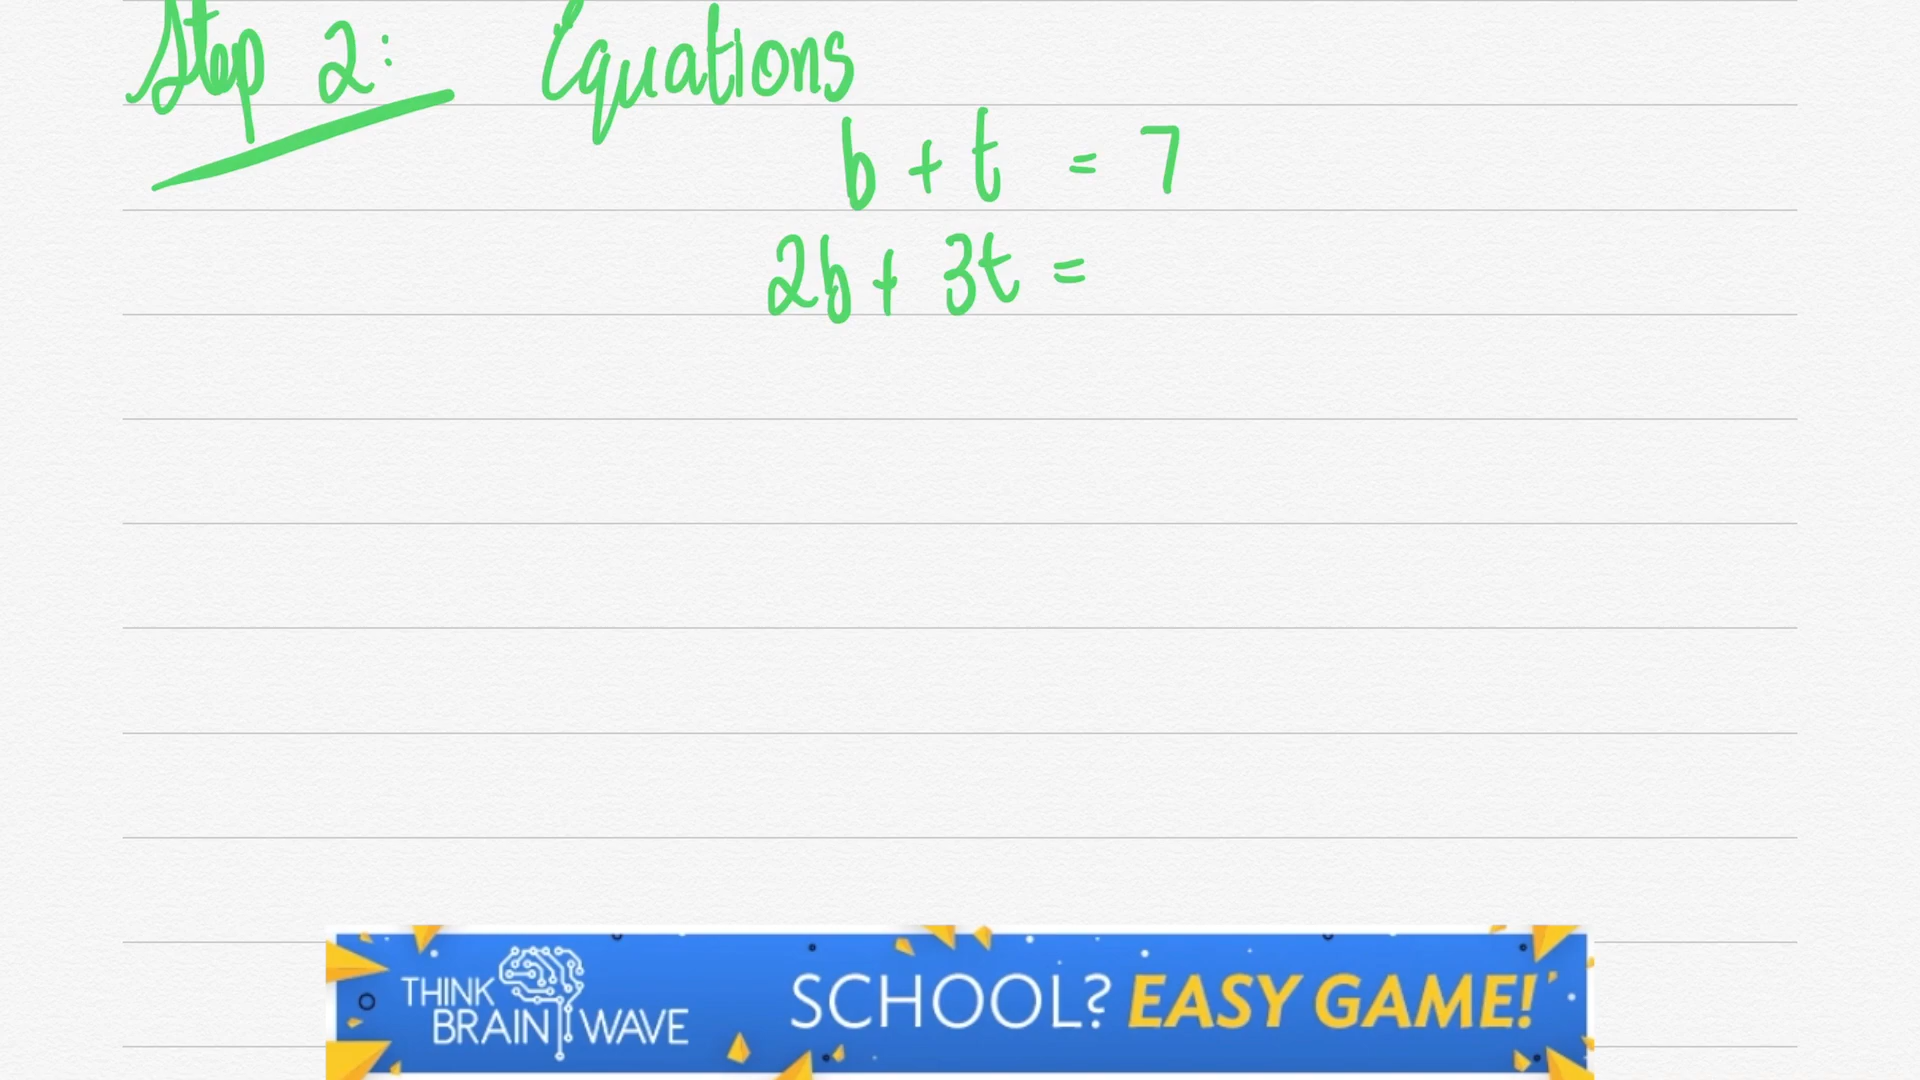 Step 2: Equations
b + t = 7
2b + 3t =
THINK BRAIN WAVE
SCHOOL? EASY GAME!